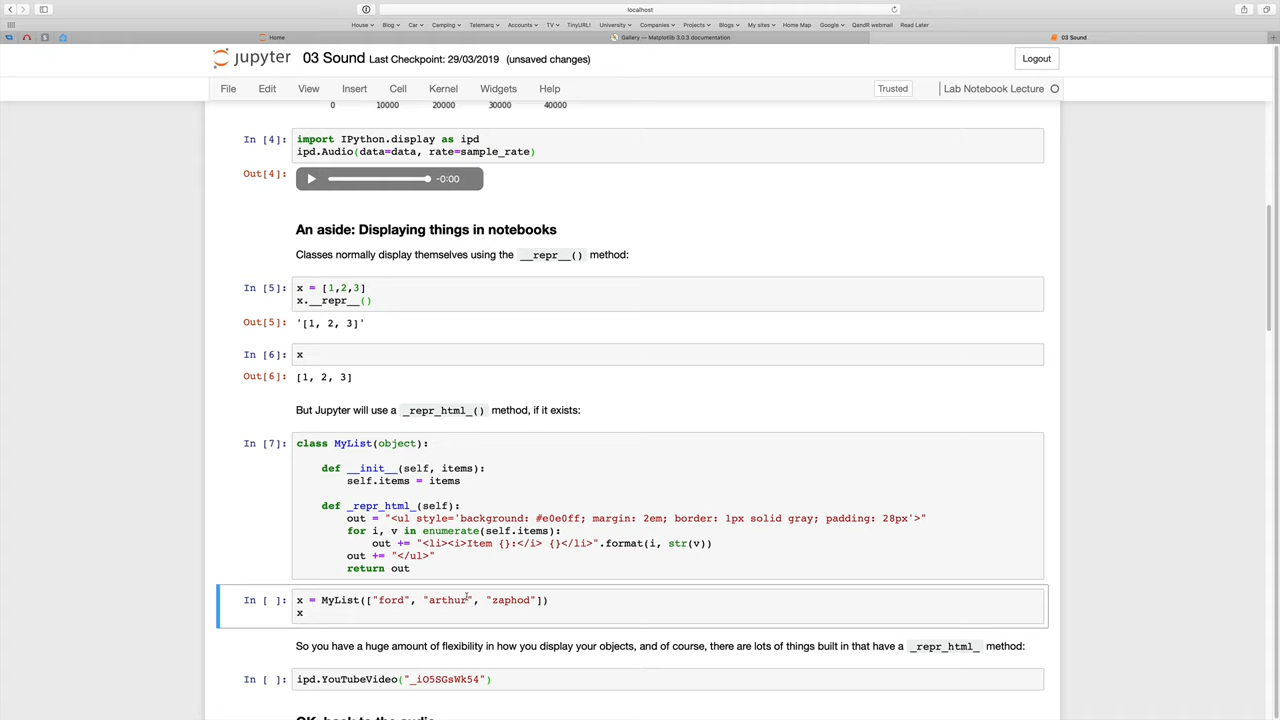 localhost
House Blog Car Camping Telemarq Accounts TV TinyURL! University Companies Projects Blogs My sites Home Map Google QandR webmail Read Later
Home Gallery — Matplotlib 3.0.3 documentation 03 Sound
jupyter 03 Sound Last Checkpoint: 29/03/2019 (unsaved changes) Logout
File Edit View Insert Cell Kernel Widgets Help Trusted Lab Notebook Lecture
0 10000 20000 30000 40000
In [4]: import IPython.display as ipd
ipd.Audio(data=data, rate=sample_rate)
Out[4]: -0:00
An aside: Displaying things in notebooks
Classes normally display themselves using the __repr__() method:
In [5]: x = [1,2,3]
x.__repr__()
Out[5]: '[1, 2, 3]'
In [6]: x
Out[6]: [1, 2, 3]
But Jupyter will use a _repr_html_() method, if it exists:
In [7]: class MyList(object):
def __init__(self, items):
self.items = items
def _repr_html_(self):
out = "<ul style='background: #e0e0ff; margin: 2em; border: 1px solid gray; padding: 28px'>"
for i, v in enumerate(self.items):
out += "<li><i>Item {}:</i> {}</li>".format(i, str(v))
out += "</ul>"
return out
In [ ]: x = MyList(["ford", "arthur", "zaphod"])
x
So you have a huge amount of flexibility in how you display your objects, and of course, there are lots of things built in that have a _repr_html_ method:
In [ ]: ipd.YouTubeVideo("_iO5SGsWk54")
OK, back to the audio